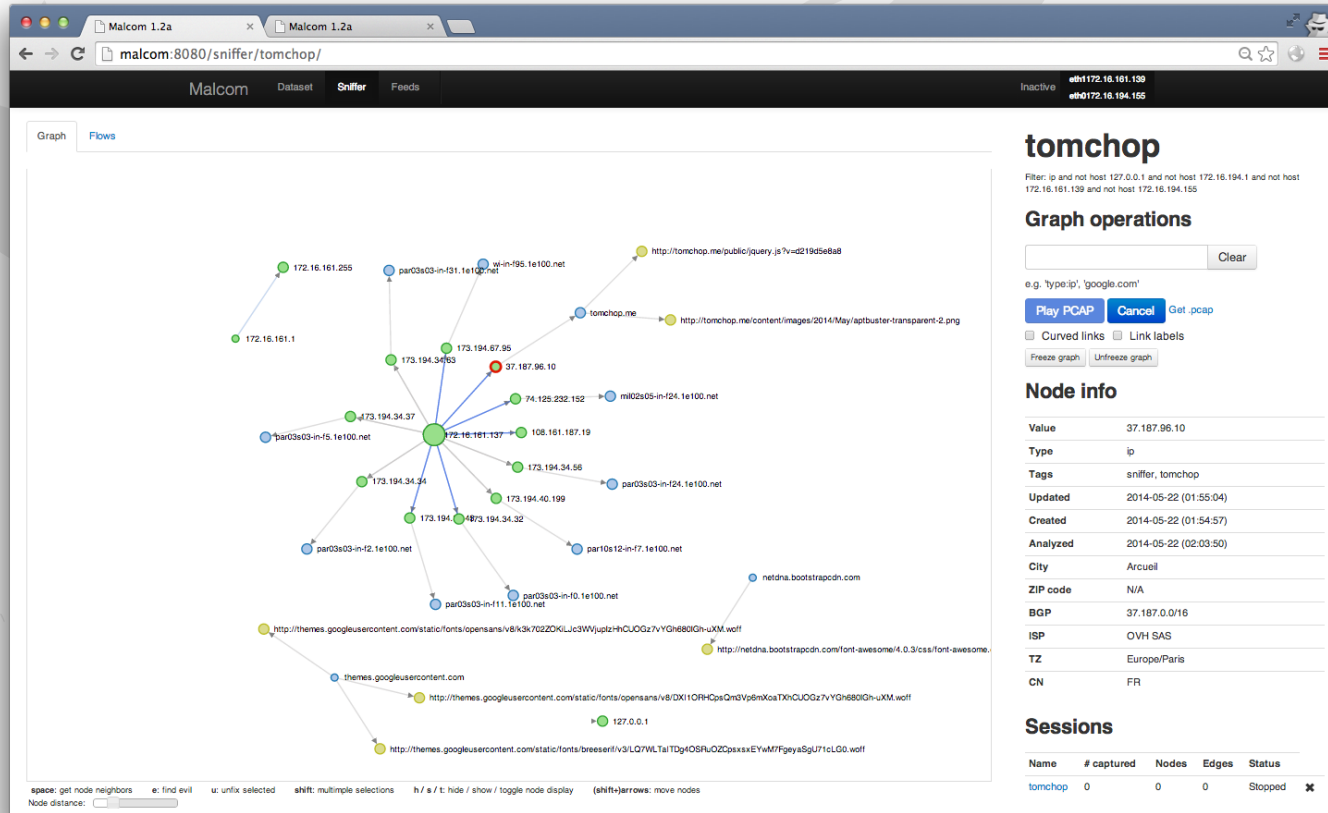 Malcom 1.2a
Malcom 1.2a
malcom:8080/sniffer/tomchop/
Malcom Dataset Sniffer Feeds Inactive eth1172.16.161.139
eth0172.16.194.155
Graph Flows
tomchop
Filter: ip and not host 127.0.0.1 and not host 172.16.194.1 and not host
172.16.161.139 and not host 172.16.194.155
Graph operations
Clear
e.g. 'type:ip', 'google.com'
Play PCAP Cancel Get .pcap
Curved links Link labels
Freeze graph Unfreeze graph
Node info
Value 37.187.96.10
Type ip
Tags sniffer, tomchop
Updated 2014-05-22 (01:55:04)
Created 2014-05-22 (01:54:57)
Analyzed 2014-05-22 (02:03:50)
City Arcueil
ZIP code N/A
BGP 37.187.0.0/16
ISP OVH SAS
TZ Europe/Paris
CN FR
Sessions
Name # captured Nodes Edges Status
tomchop 0 0 0 Stopped
http://tomchop.me/public/jquery.js?v=d219d5e8a8
wi-in-f95.1e100.net
172.16.161.255
par03s03-in-f31.1e100.net
tomchop.me
http://tomchop.me/content/images/2014/May/aptbuster-transparent-2.png
172.16.161.1
173.194.67.95
173.194.34.63
37.187.96.10
74.125.232.152
mil02s05-in-f24.1e100.net
173.194.34.37
108.161.187.19
172.16.161.137
par03s03-in-f5.1e100.net
173.194.34.56
173.194.34.34
par03s03-in-f24.1e100.net
173.194.40.199
173.194.34.32
par03s03-in-f2.1e100.net
par10s12-in-f7.1e100.net
netdna.bootstrapcdn.com
par03s03-in-f0.1e100.net
par03s03-in-f11.1e100.net
http://netdna.bootstrapcdn.com/font-awesome/4.0.3/css/font-awesome.
themes.googleusercontent.com
127.0.0.1
space: get node neighbors e: find evil u: unfix selected shift: multimple selections h / s / t: hide / show / toggle node display (shift+)arrows: move nodes
Node distance: